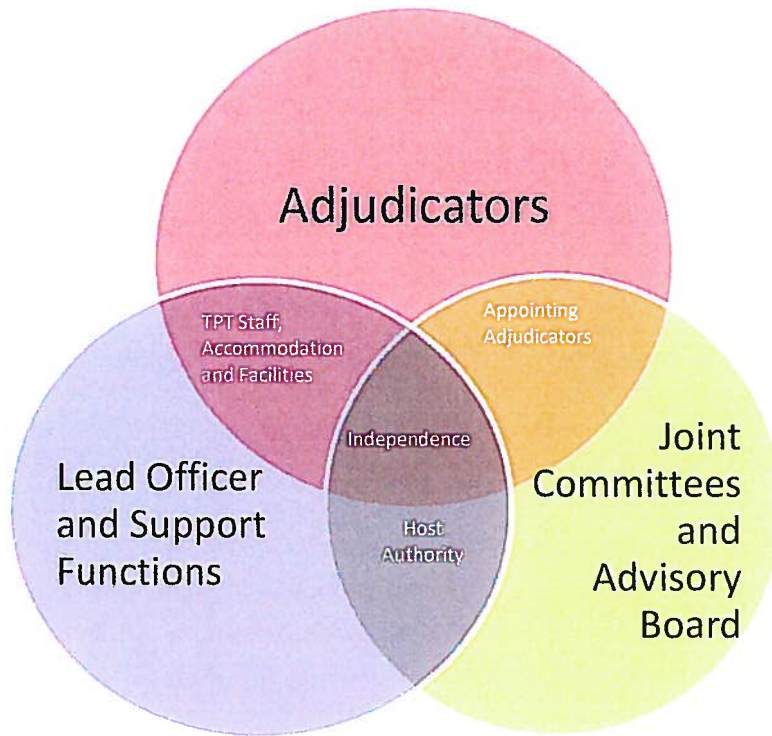 Adjudicators
TPT Staff,
Accommodation
and Facilities
Appointing
Adjudicators
Independence
Lead Officer
and Support
Functions
Host
Authority
Joint
Committees
and
Advisory
Board